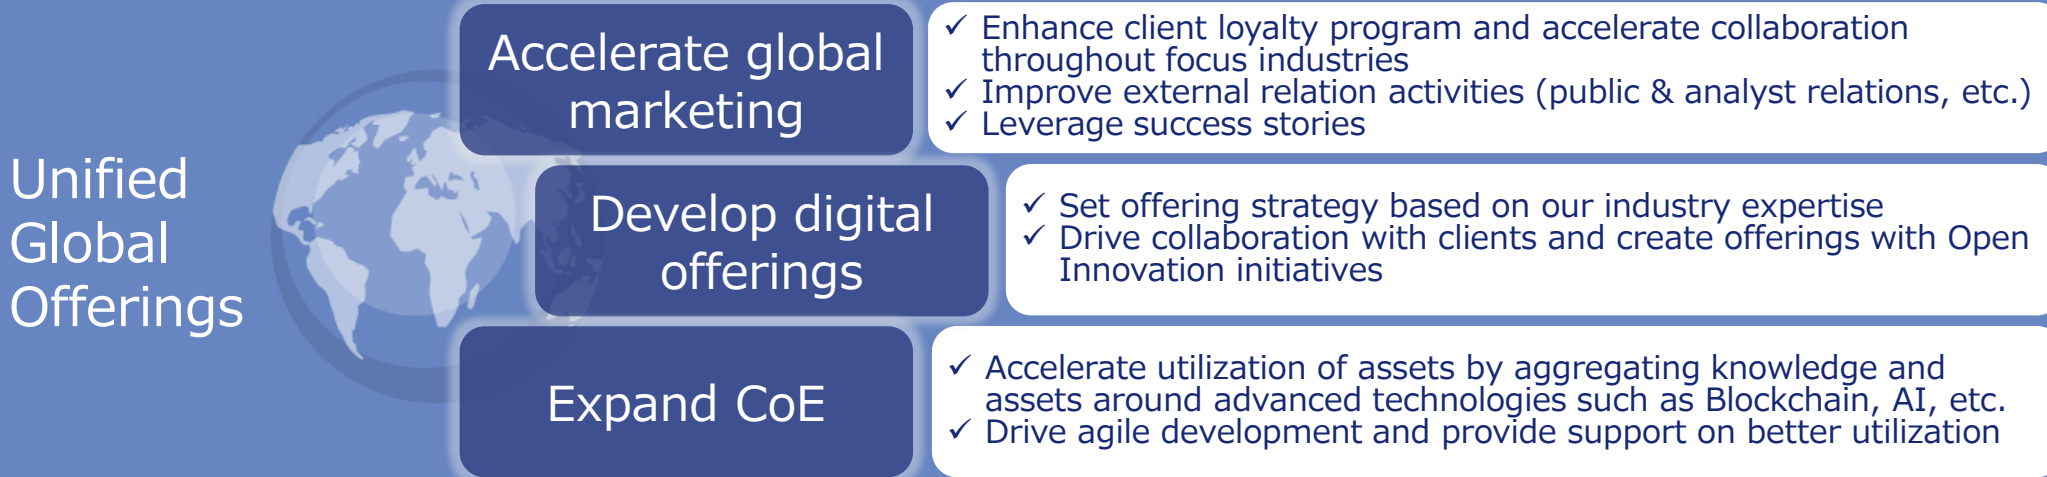 Unified
Global
Offerings
Accelerate global
marketing
✓ Enhance client loyalty program and accelerate collaboration
throughout focus industries
✓ Improve external relation activities (public & analyst relations, etc.)
✓ Leverage success stories
Develop digital
offerings
✓ Set offering strategy based on our industry expertise
✓ Drive collaboration with clients and create offerings with Open
Innovation initiatives
Expand CoE
✓ Accelerate utilization of assets by aggregating knowledge and
assets around advanced technologies such as Blockchain, AI, etc.
✓ Drive agile development and provide support on better utilization